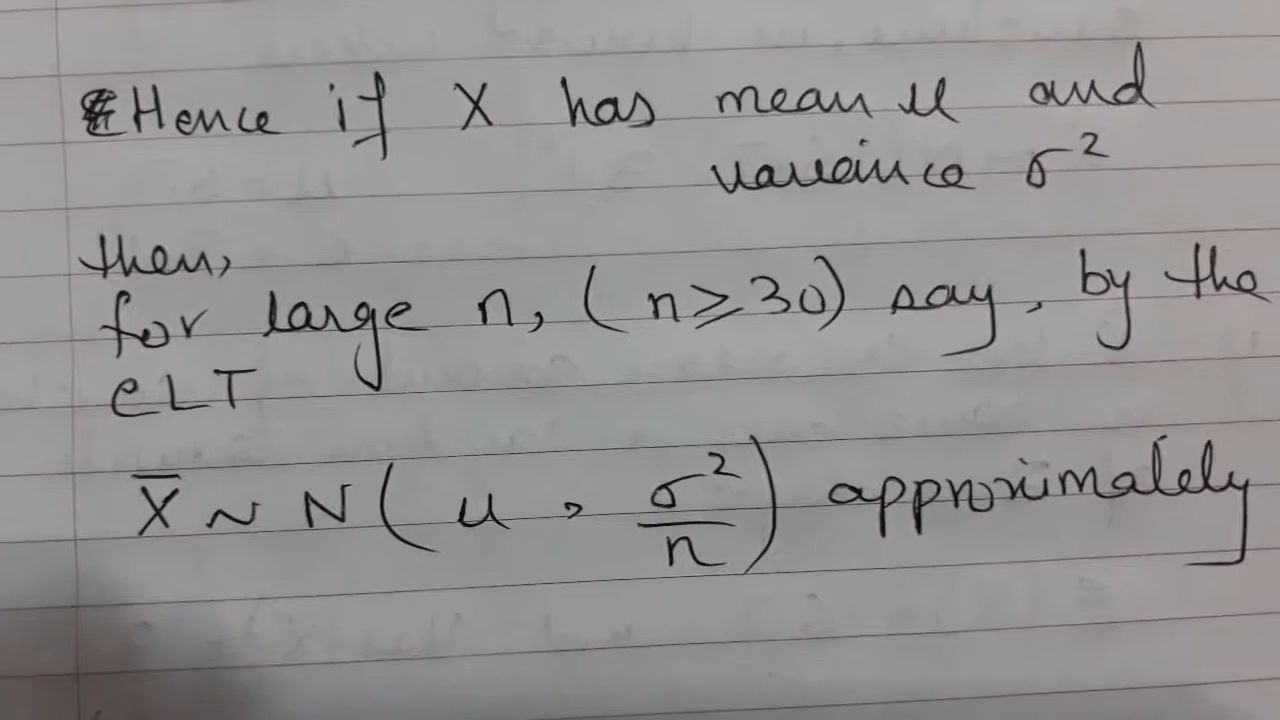 Hence if X has mean μ and
variance σ²
then,
for large n, (n ≥ 30) say, by the
CLT
X̄ ~ N(μ, σ²/n) approximately